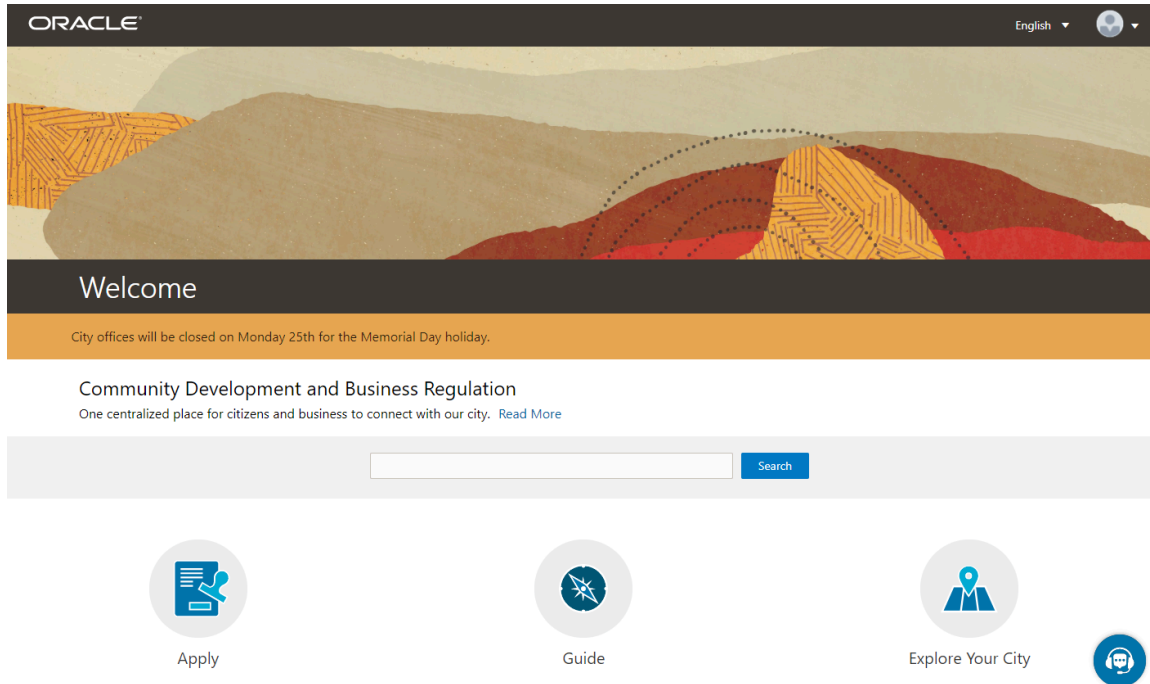 ORACLE
English
Welcome
City offices will be closed on Monday 25th for the Memorial Day holiday.
Community Development and Business Regulation
One centralized place for citizens and business to connect with our city. Read More
Search
Apply
Guide
Explore Your City